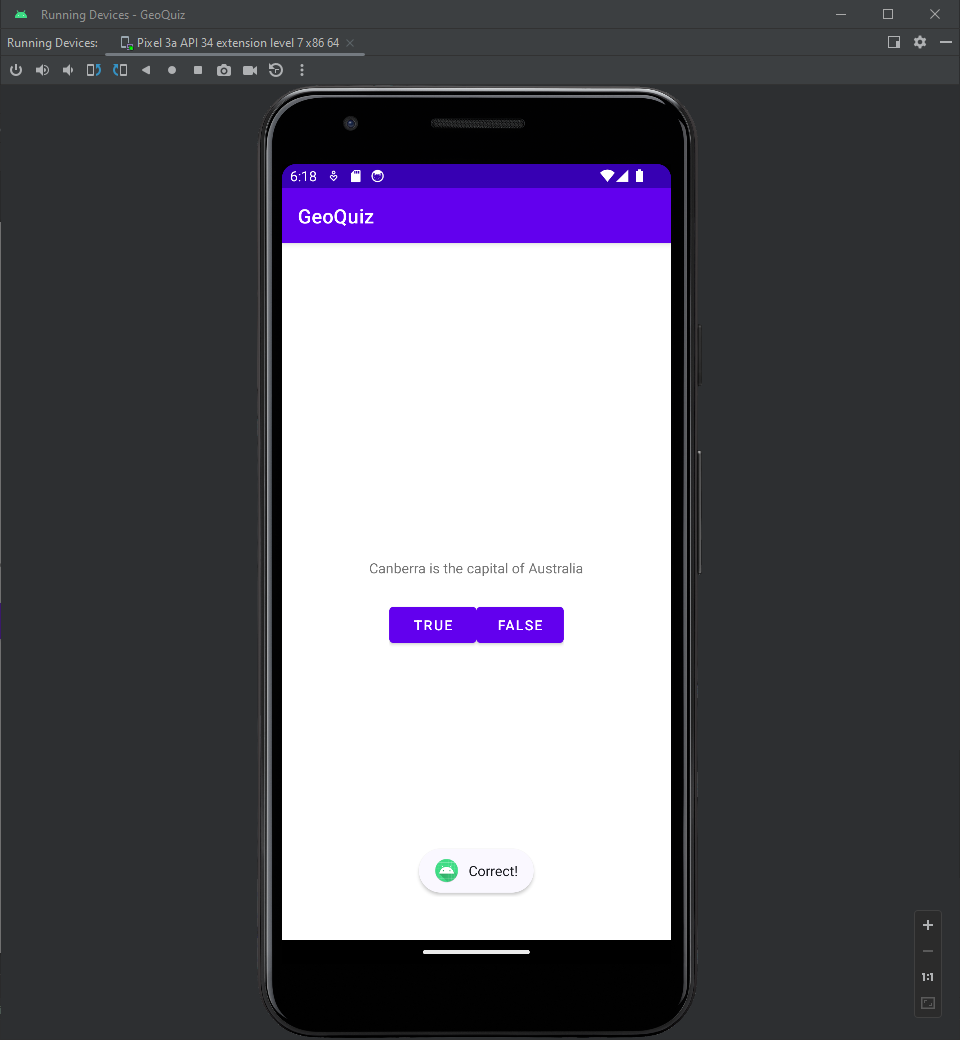 Running Devices - GeoQuiz
Running Devices: Pixel 3a API 34 extension level 7 x86 64
6:18
GeoQuiz
Canberra is the capital of Australia
TRUE FALSE
Correct!
1:1